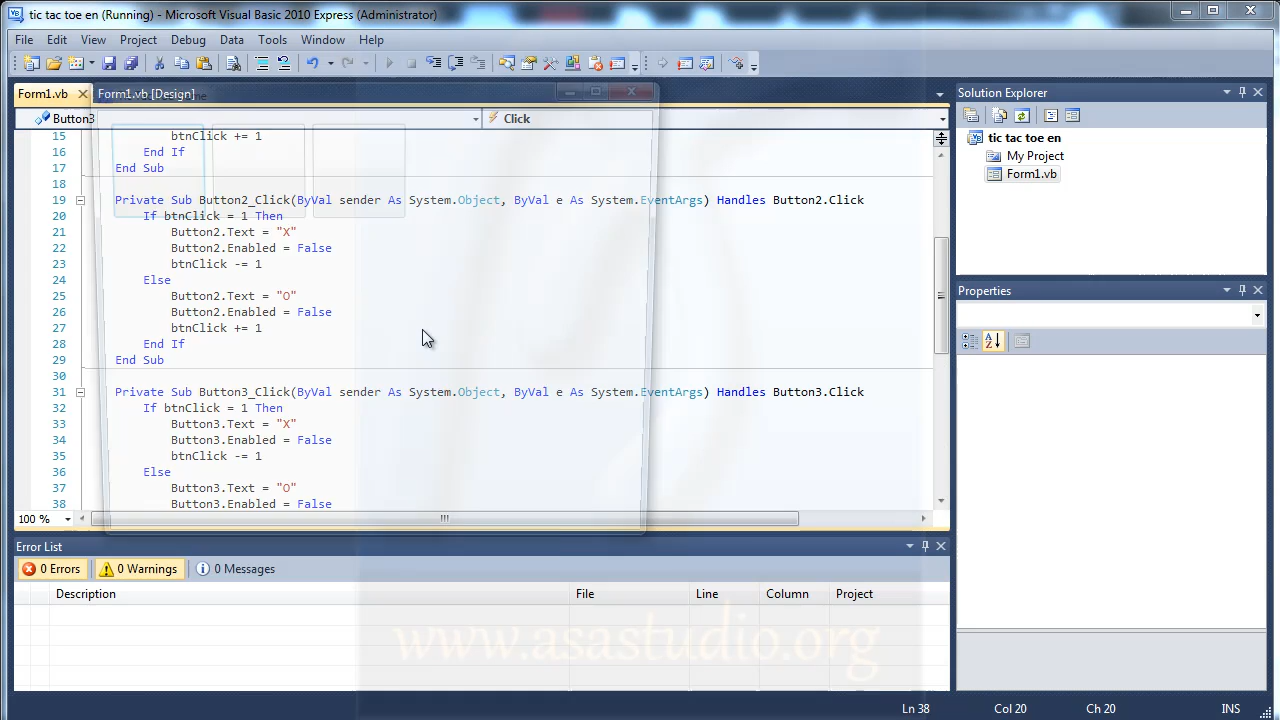 tic tac toe en (Running) - Microsoft Visual Basic 2010 Express (Administrator)
File Edit View Project Debug Data Tools Window Help
Form1.vb Form1.vb [Design]
Button3 Click
15 btnClick += 1
16 End If
17 End Sub
18
19 Private Sub Button2_Click(ByVal sender As System.Object, ByVal e As System.EventArgs) Handles Button2.Click
20 If btnClick = 1 Then
21 Button2.Text = "X"
22 Button2.Enabled = False
23 btnClick -= 1
24 Else
25 Button2.Text = "O"
26 Button2.Enabled = False
27 btnClick += 1
28 End If
29 End Sub
30
31 Private Sub Button3_Click(ByVal sender As System.Object, ByVal e As System.EventArgs) Handles Button3.Click
32 If btnClick = 1 Then
33 Button3.Text = "X"
34 Button3.Enabled = False
35 btnClick -= 1
36 Else
37 Button3.Text = "O"
38 Button3.Enabled = False
100 %
Solution Explorer
tic tac toe en
My Project
Form1.vb
Properties
Error List
0 Errors 0 Warnings 0 Messages
Description File Line Column Project
www.asastudio.org
Ln 38 Col 20 Ch 20 INS